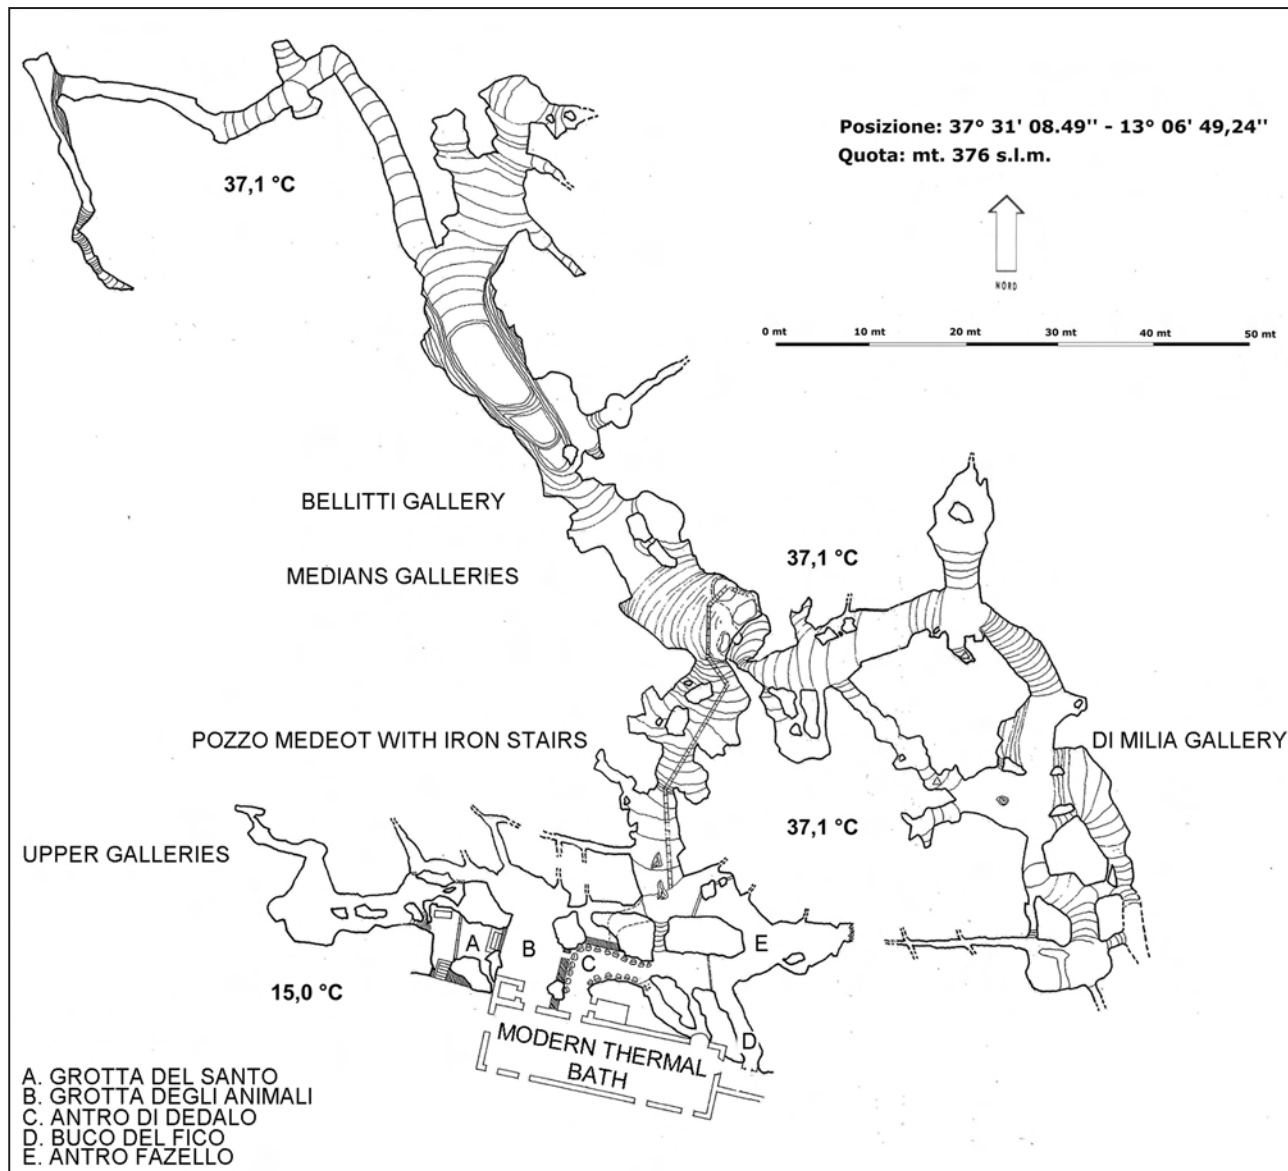 37,1 °C
Posizione: 37° 31' 08.49'' - 13° 06' 49,24''
Quota: mt. 376 s.l.m.
NORD
0 mt 10 mt 20 mt 30 mt 40 mt 50 mt
BELLITTI GALLERY
MEDIANS GALLERIES
37,1 °C
POZZO MEDEOT WITH IRON STAIRS
DI MILIA GALLERY
37,1 °C
UPPER GALLERIES
A
B
C
E
15,0 °C
D
MODERN THERMAL
BATH
A. GROTTA DEL SANTO
B. GROTTA DEGLI ANIMALI
C. ANTRO DI DEDALO
D. BUCO DEL FICO
E. ANTRO FAZELLO